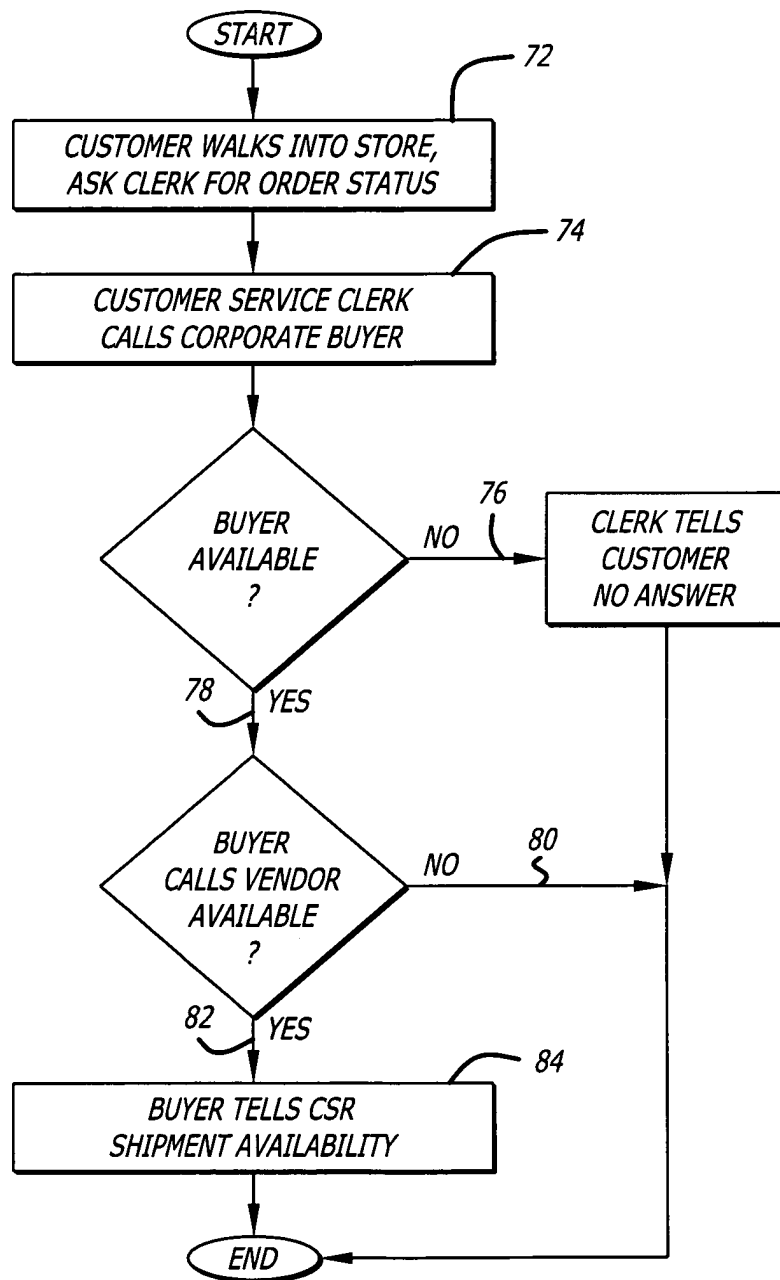 START
72
CUSTOMER WALKS INTO STORE,
ASK CLERK FOR ORDER STATUS
74
CUSTOMER SERVICE CLERK
CALLS CORPORATE BUYER
BUYER
AVAILABLE
?
NO
76
CLERK TELLS
CUSTOMER
NO ANSWER
78
YES
BUYER
CALLS VENDOR
AVAILABLE
?
NO
80
82
YES
84
BUYER TELLS CSR
SHIPMENT AVAILABILITY
END